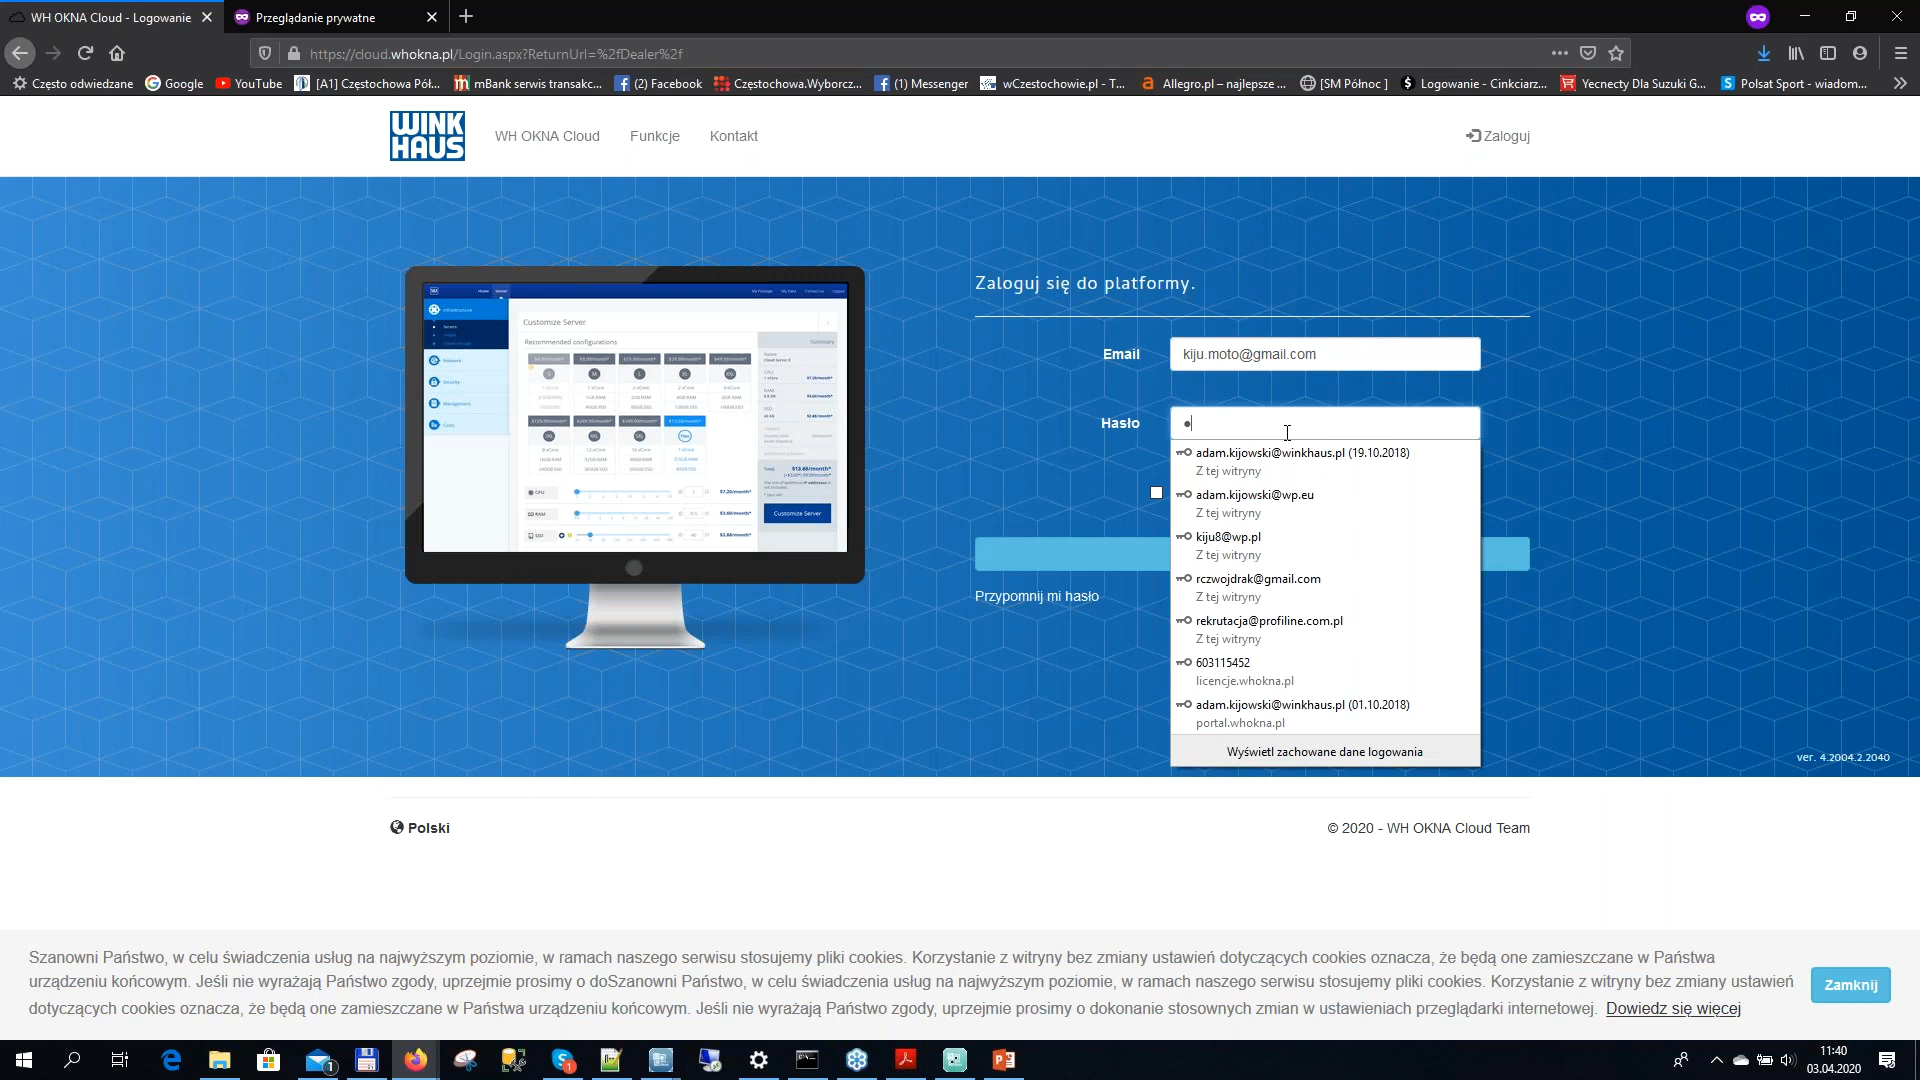 WH OKNA Cloud - Logowanie
Przeglądanie prywatne
https://cloud.whokna.pl/Login.aspx?ReturnUrl=%2fDealer%2f
Często odwiedzane
Google
YouTube
[A1] Częstochowa Pół...
mBank serwis transakc...
(2) Facebook
Częstochowa.Wyborcz...
(1) Messenger
wCzestochowie.pl - T...
Allegro.pl – najlepsze ...
[SM Północ ]
Logowanie - Cinkciarz...
Yecnecty Dla Suzuki G...
Polsat Sport - wiadom...
WINK
HAUS
WH OKNA Cloud
Funkcje
Kontakt
Zaloguj
Customize Server
Recommended configurations
Summary
Customize Server
Zaloguj się do platformy.
Email
kiju.moto@gmail.com
Hasło
adam.kijowski@winkhaus.pl (19.10.2018)
Z tej witryny
adam.kijowski@wp.eu
Z tej witryny
kiju8@wp.pl
Z tej witryny
rczwojdrak@gmail.com
Z tej witryny
rekrutacja@profiline.com.pl
Z tej witryny
603115452
licencje.whokna.pl
adam.kijowski@winkhaus.pl (01.10.2018)
portal.whokna.pl
Wyświetl zachowane dane logowania
Przypomnij mi hasło
ver. 4.2004.2.2040
Polski
© 2020 - WH OKNA Cloud Team
Szanowni Państwo, w celu świadczenia usług na najwyższym poziomie, w ramach naszego serwisu stosujemy pliki cookies. Korzystanie z witryny bez zmiany ustawień dotyczących cookies oznacza, że będą one zamieszczane w Państwa
urządzeniu końcowym. Jeśli nie wyrażają Państwo zgody, uprzejmie prosimy o doSzanowni Państwo, w celu świadczenia usług na najwyższym poziomie, w ramach naszego serwisu stosujemy pliki cookies. Korzystanie z witryny bez zmiany ustawień
dotyczących cookies oznacza, że będą one zamieszczane w Państwa urządzeniu końcowym. Jeśli nie wyrażają Państwo zgody, uprzejmie prosimy o dokonanie stosownych zmian w ustawieniach przeglądarki internetowej. Dowiedz się więcej
Zamknij
11:40
03.04.2020